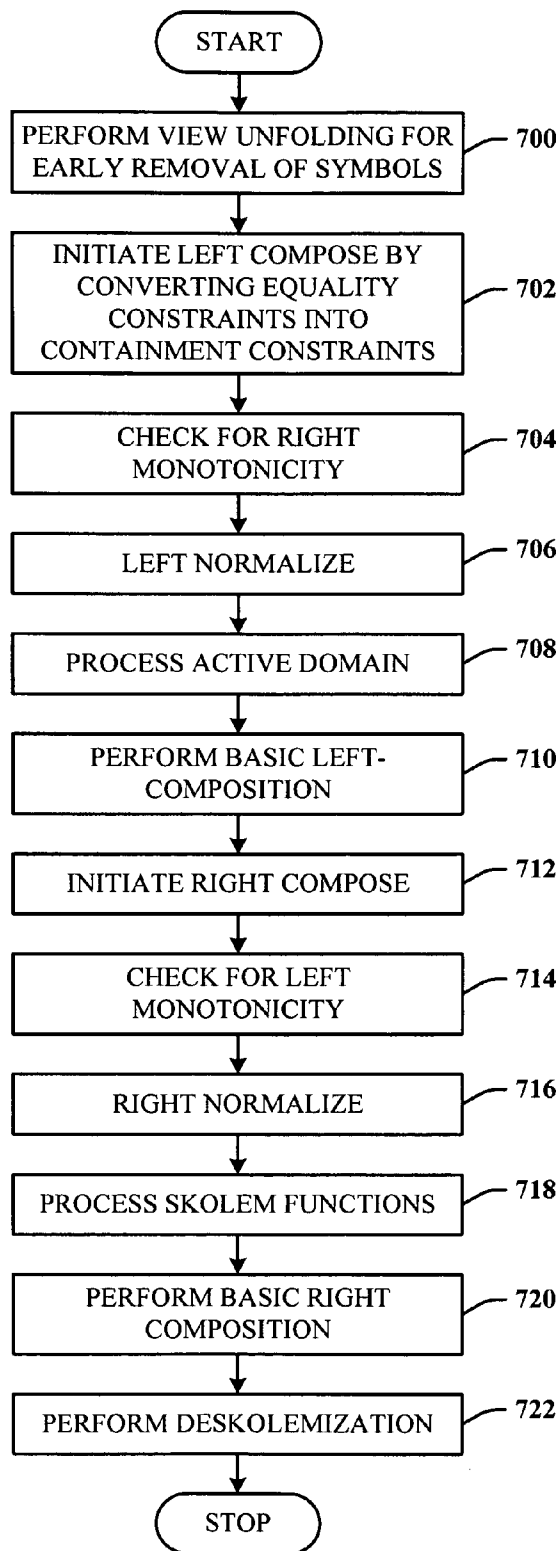 START
PERFORM VIEW UNFOLDING FOR
EARLY REMOVAL OF SYMBOLS
700
INITIATE LEFT COMPOSE BY
CONVERTING EQUALITY
CONSTRAINTS INTO
CONTAINMENT CONSTRAINTS
702
CHECK FOR RIGHT
MONOTONICITY
704
LEFT NORMALIZE
706
PROCESS ACTIVE DOMAIN
708
PERFORM BASIC LEFT-
COMPOSITION
710
INITIATE RIGHT COMPOSE
712
CHECK FOR LEFT
MONOTONICITY
714
RIGHT NORMALIZE
716
PROCESS SKOLEM FUNCTIONS
718
PERFORM BASIC RIGHT
COMPOSITION
720
PERFORM DESKOLEMIZATION
722
STOP